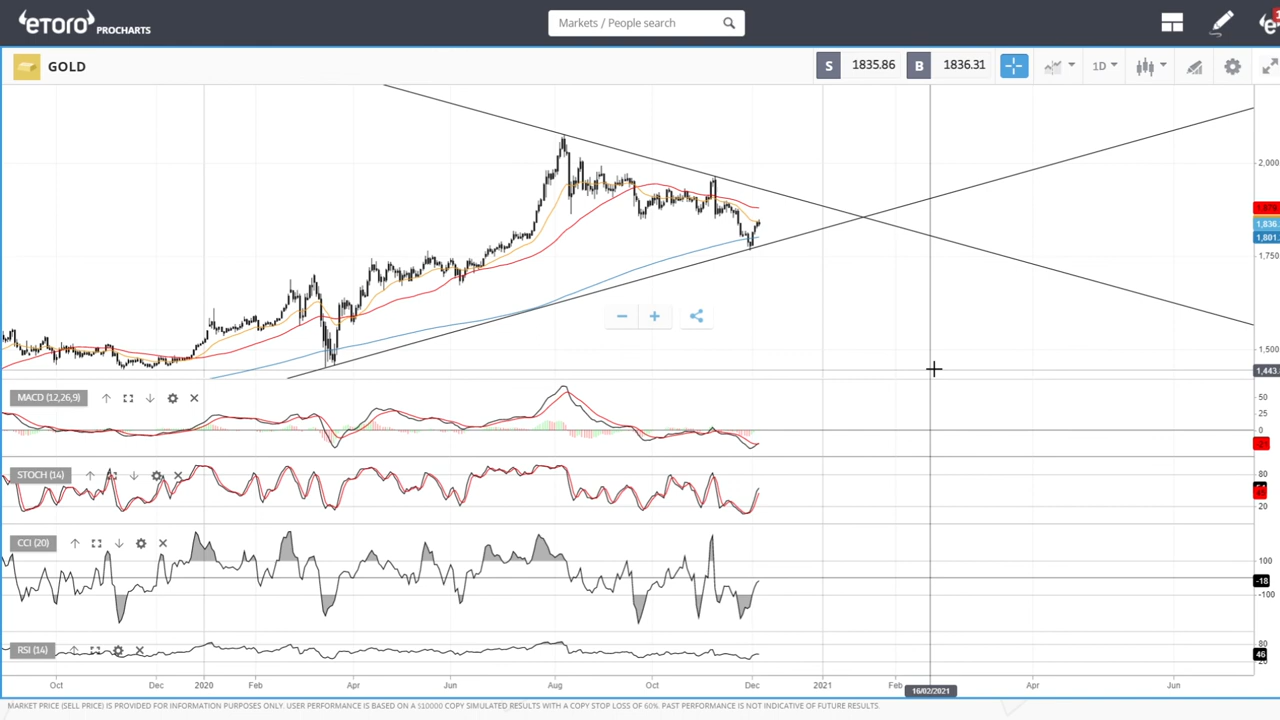 eToro PROCHARTS
Markets / People search
GOLD
S 1835.86 B 1836.31
1D
2,000
1,836.
1,801.
1,750
1,500
1,443.
MACD (12,26,9)
50
25
0
STOCH (14)
80
20
CCI (20)
100
-18
-100
RSI (14)
80
46
20
Oct Dec 2020 Feb Apr Jun Aug Oct Dec 2021 Feb 16/02/2021 Apr Jun
MARKET PRICE (SELL PRICE) IS PROVIDED FOR INFORMATION PURPOSES ONLY. USER PERFORMANCE IS BASED ON A $10000 COPY SIMULATED RESULTS WITH A COPY STOP LOSS OF 60%. PAST PERFORMANCE IS NOT INDICATIVE OF FUTURE RESULTS.